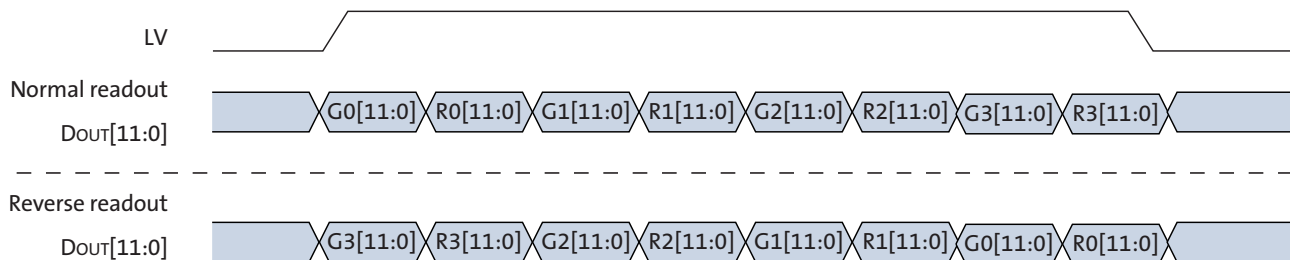 LV
Normal readout
DOUT[11:0]
G0[11:0] R0[11:0] G1[11:0] R1[11:0] G2[11:0] R2[11:0] G3[11:0] R3[11:0]
Reverse readout
DOUT[11:0]
G3[11:0] R3[11:0] G2[11:0] R2[11:0] G1[11:0] R1[11:0] G0[11:0] R0[11:0]